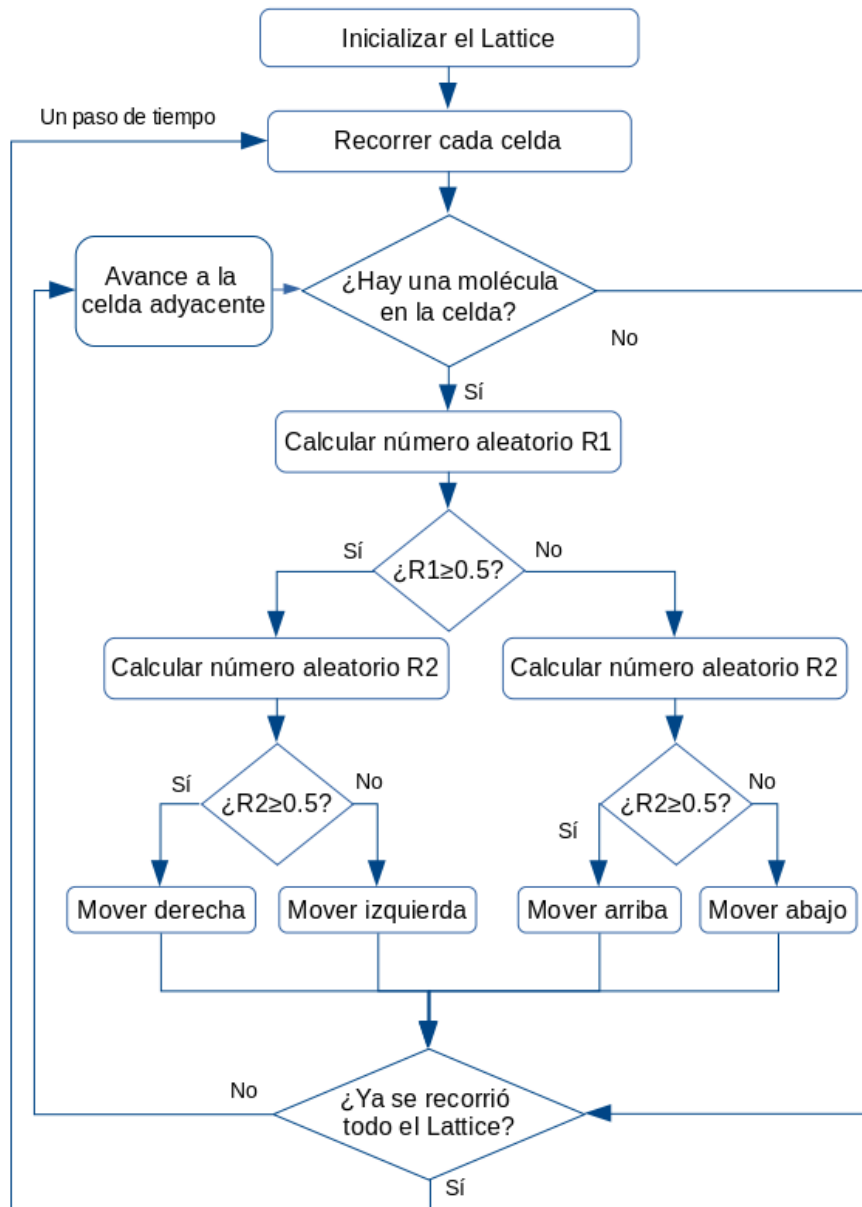 Inicializar el Lattice
Un paso de tiempo
Recorrer cada celda
Avance a la
celda adyacente
¿Hay una molécula
en la celda?
No
Sí
Calcular número aleatorio R1
Sí
¿R1≥0.5?
No
Calcular número aleatorio R2
Calcular número aleatorio R2
Sí
¿R2≥0.5?
No
Sí
¿R2≥0.5?
No
Mover derecha
Mover izquierda
Mover arriba
Mover abajo
No
¿Ya se recorrió
todo el Lattice?
Sí